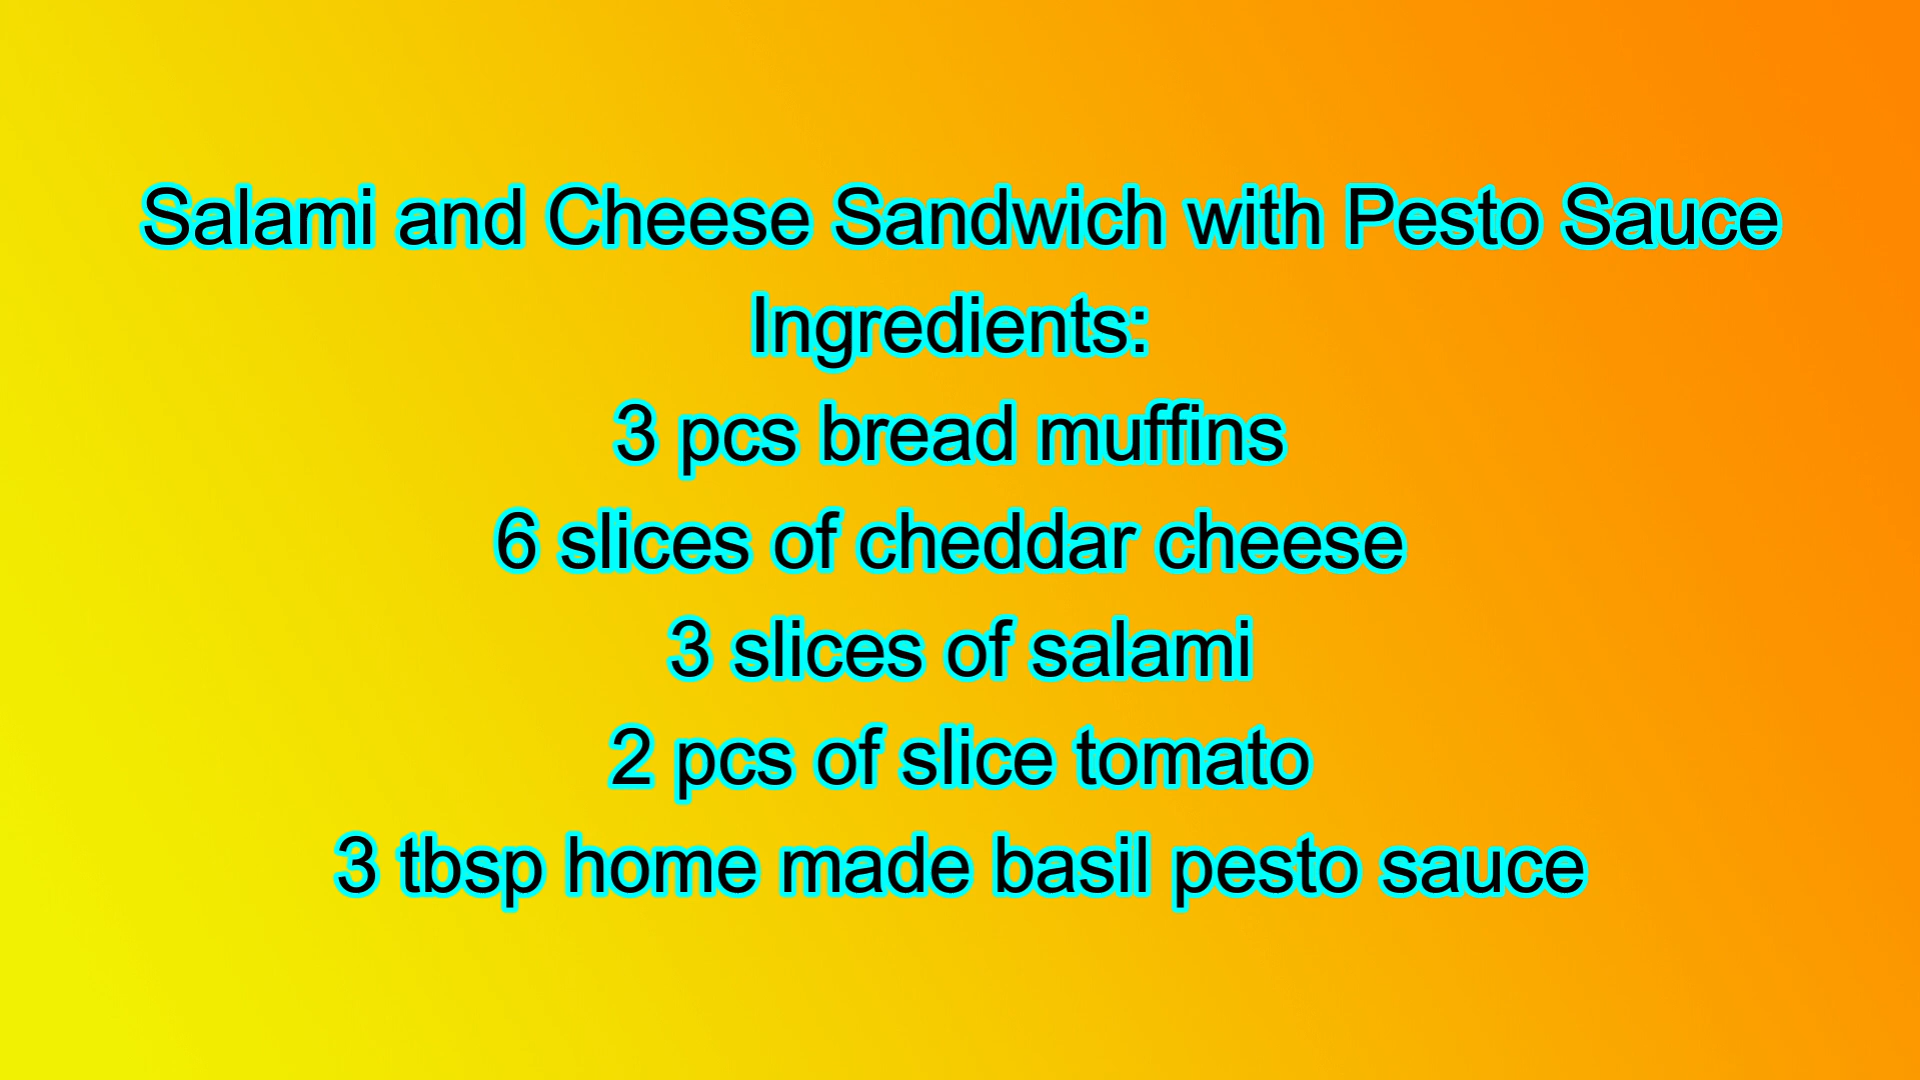 Salami and Cheese Sandwich with Pesto Sauce
Ingredients:
3 pcs bread muffins
6 slices of cheddar cheese
3 slices of salami
2 pcs of slice tomato
3 tbsp home made basil pesto sauce